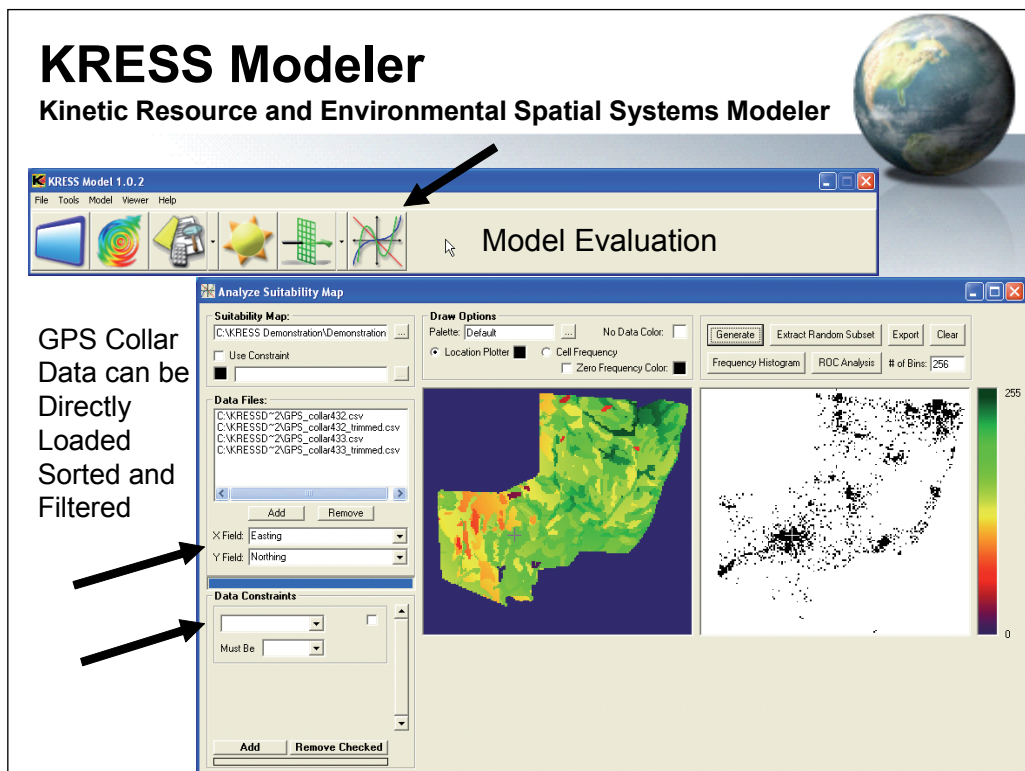 KRESS Modeler
Kinetic Resource and Environmental Spatial Systems Modeler
KRESS Model 1.0.2
File Tools Model Viewer Help
Model Evaluation
GPS Collar
Data can be
Directly
Loaded
Sorted and
Filtered
Analyze Suitability Map
Suitability Map:
C:\KRESS Demonstration\Demonstration ...
Use Constraint
Data Files:
C:\KRESSD~2\GPS_collar432.csv
C:\KRESSD~2\GPS_collar432_trimmed.csv
C:\KRESSD~2\GPS_collar433.csv
C:\KRESSD~2\GPS_collar433_trimmed.csv
Add Remove
X Field: Easting
Y Field: Northing
Data Constraints
Must Be
Add Remove Checked
Draw Options
Palette: Default ... No Data Color:
Location Plotter Cell Frequency
Zero Frequency Color:
Generate Extract Random Subset Export Clear
Frequency Histogram ROC Analysis # of Bins: 256
255
0